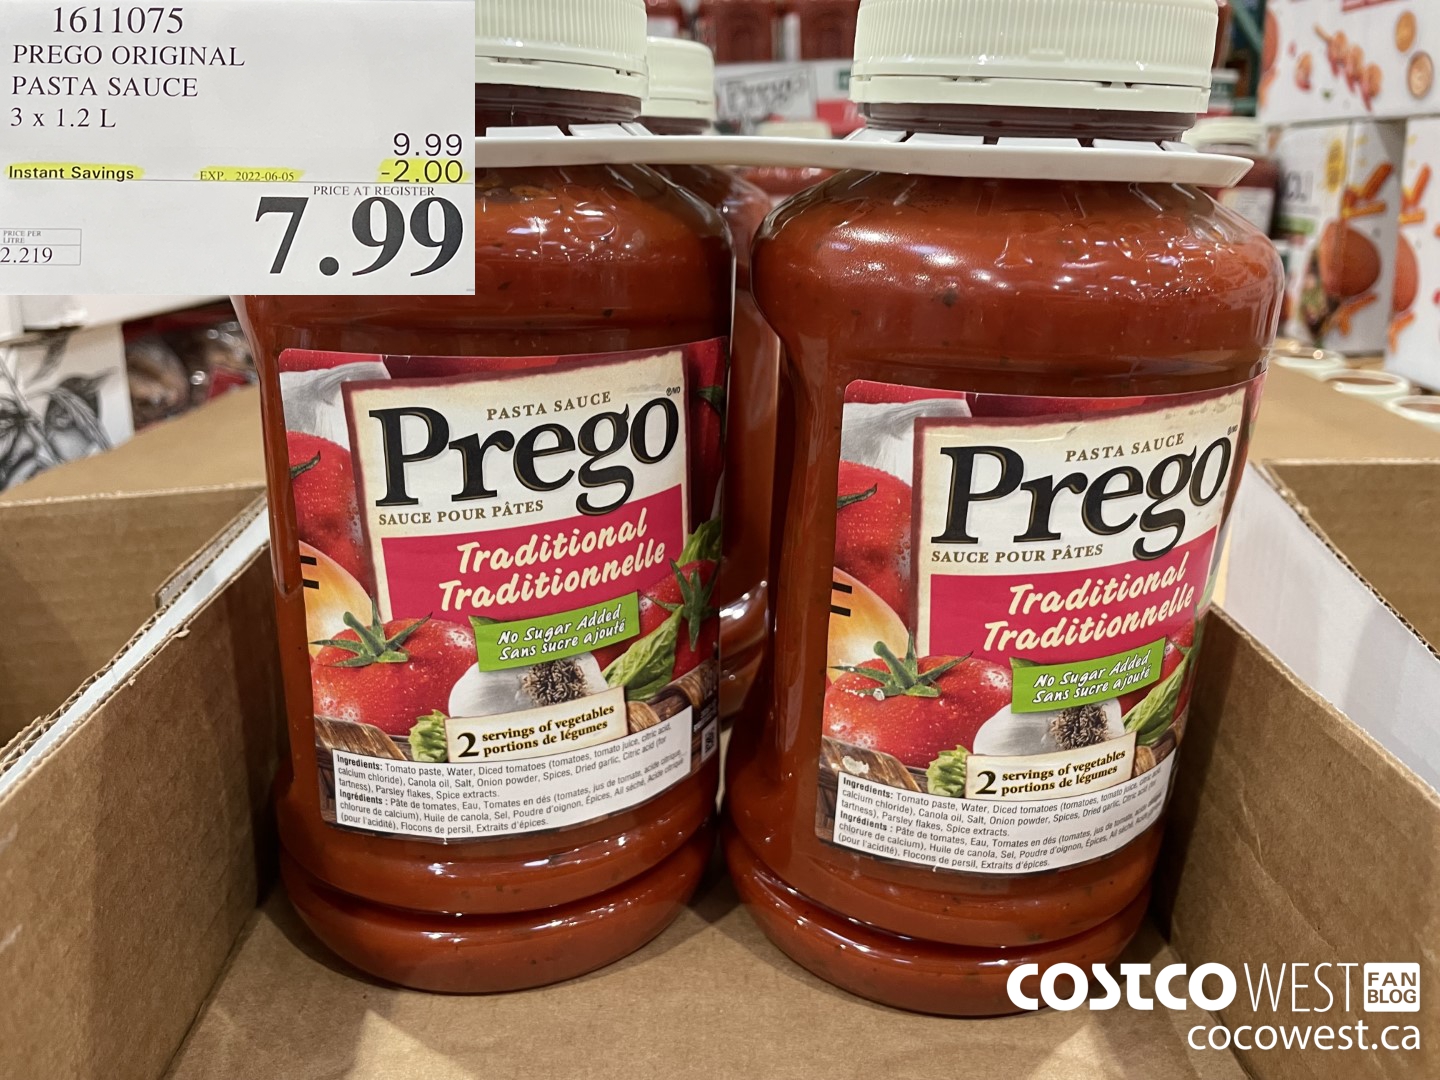 1611075
PREGO ORIGINAL
PASTA SAUCE
3 x 1.2 L
9.99
Instant Savings EXP. 2022-06-05 -2.00
PRICE AT REGISTER
7.99
PRICE PER
LITRE
2.219
PASTA SAUCE
Prego
SAUCE POUR PÂTES
Traditional
Traditionnelle
No Sugar Added
Sans sucre ajouté
2 servings of vegetables
portions de légumes
Ingredients: Tomato paste, Water, Diced tomatoes (tomatoes, tomato juice, citric acid,
calcium chloride), Canola oil, Salt, Onion powder, Spices, Dried garlic, Citric acid (for
tartness), Parsley flakes, Spice extracts.
Ingrédients : Pâte de tomates, Eau, Tomates en dés (tomates, jus de tomate, acide citrique,
chlorure de calcium), Huile de canola, Sel, Poudre d'oignon, Épices, Ail séché, Acide citrique
(pour l'acidité), Flocons de persil, Extraits d'épices.
PASTA SAUCE
Prego
SAUCE POUR PÂTES
Traditional
Traditionnelle
No Sugar Added
Sans sucre ajouté
2 servings of vegetables
portions de légumes
Ingredients: Tomato paste, Water, Diced tomatoes (tomatoes, tomato juice, citric acid,
calcium chloride), Canola oil, Salt, Onion powder, Spices, Dried garlic, Citric acid (for
tartness), Parsley flakes, Spice extracts.
Ingrédients : Pâte de tomates, Eau, Tomates en dés (tomates, jus de tomate, acide citrique,
chlorure de calcium), Huile de canola, Sel, Poudre d'oignon, Épices, Ail séché, Acide citrique
(pour l'acidité), Flocons de persil, Extraits d'épices.
COSTCO WEST FAN BLOG
cocowest.ca